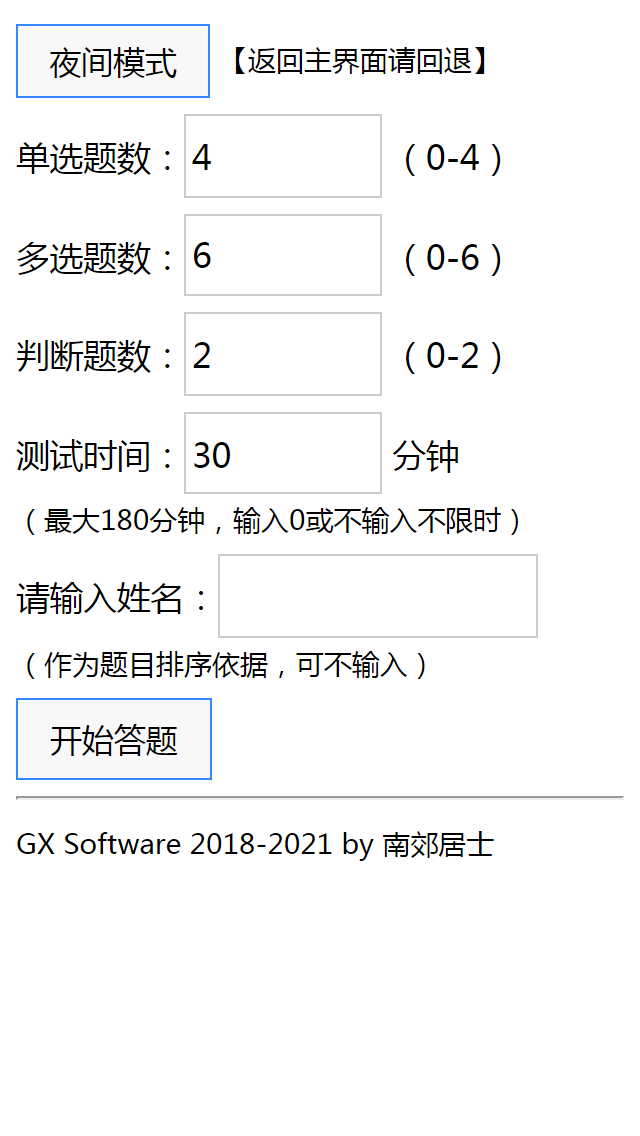 夜间模式 【返回主界面请回退】
单选题数：4（0-4）
多选题数：6（0-6）
判断题数：2（0-2）
测试时间：30 分钟
（最大180分钟，输入0或不输入不限时）
请输入姓名：
（作为题目排序依据，可不输入）
开始答题
GX Software 2018-2021 by 南郊居士